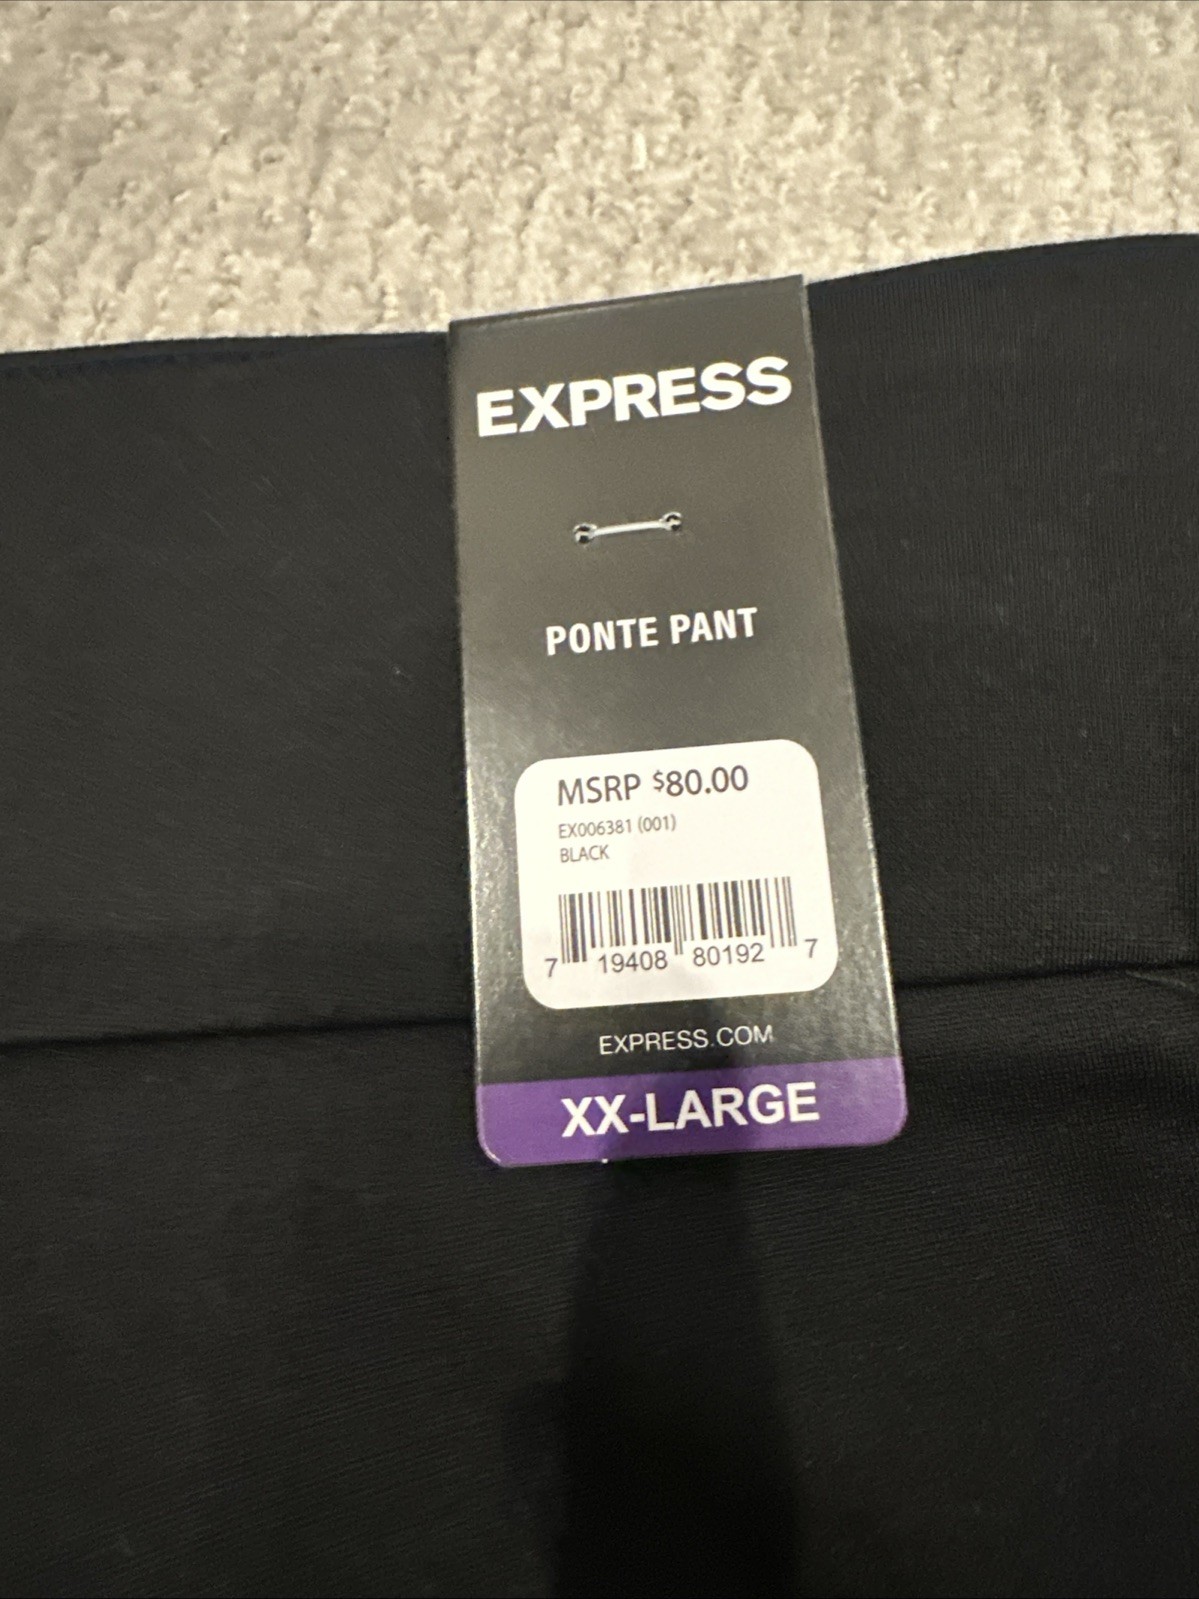 EXPRESS
PONTE PANT
MSRP $80.00
EX006381 (001)
BLACK
7 19408 80192 7
EXPRESS.COM
XX-LARGE